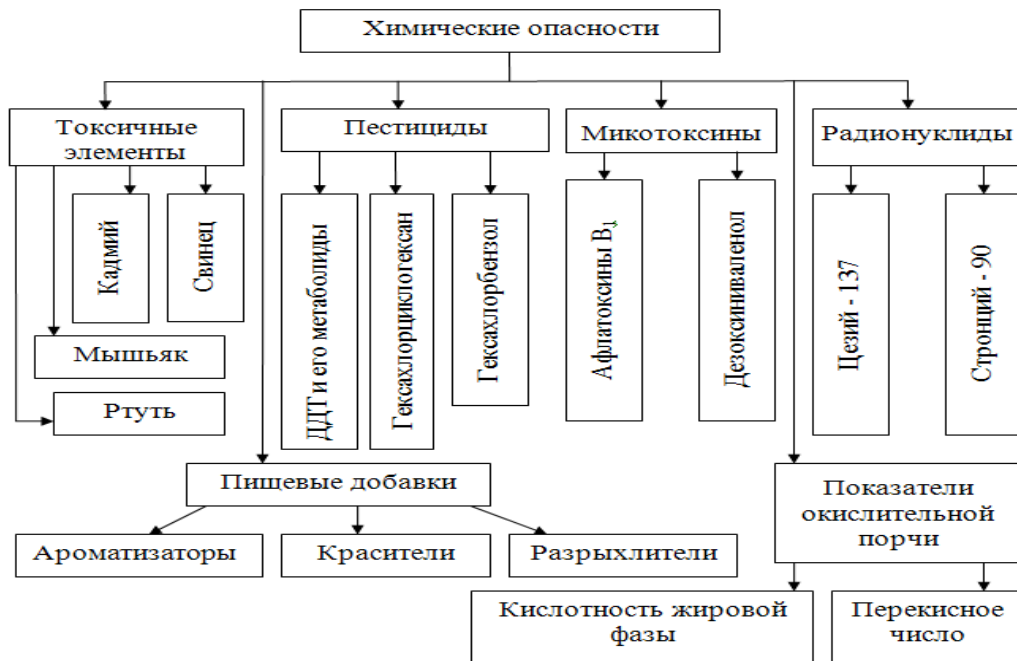 Химические опасности
Токсичные
элементы
Пестициды
Микотоксины
Радионуклиды
Кадмий
Свинец
Мышьяк
Ртуть
ДДТ и его метаболиды
Гексахлорциклогексан
Гексахлорбензол
Афлатоксины В1
Дезоксиниваленол
Цезий - 137
Стронций - 90
Пищевые добавки
Показатели
окислительной
порчи
Ароматизаторы
Красители
Разрыхлители
Кислотность жировой
фазы
Перекисное
число